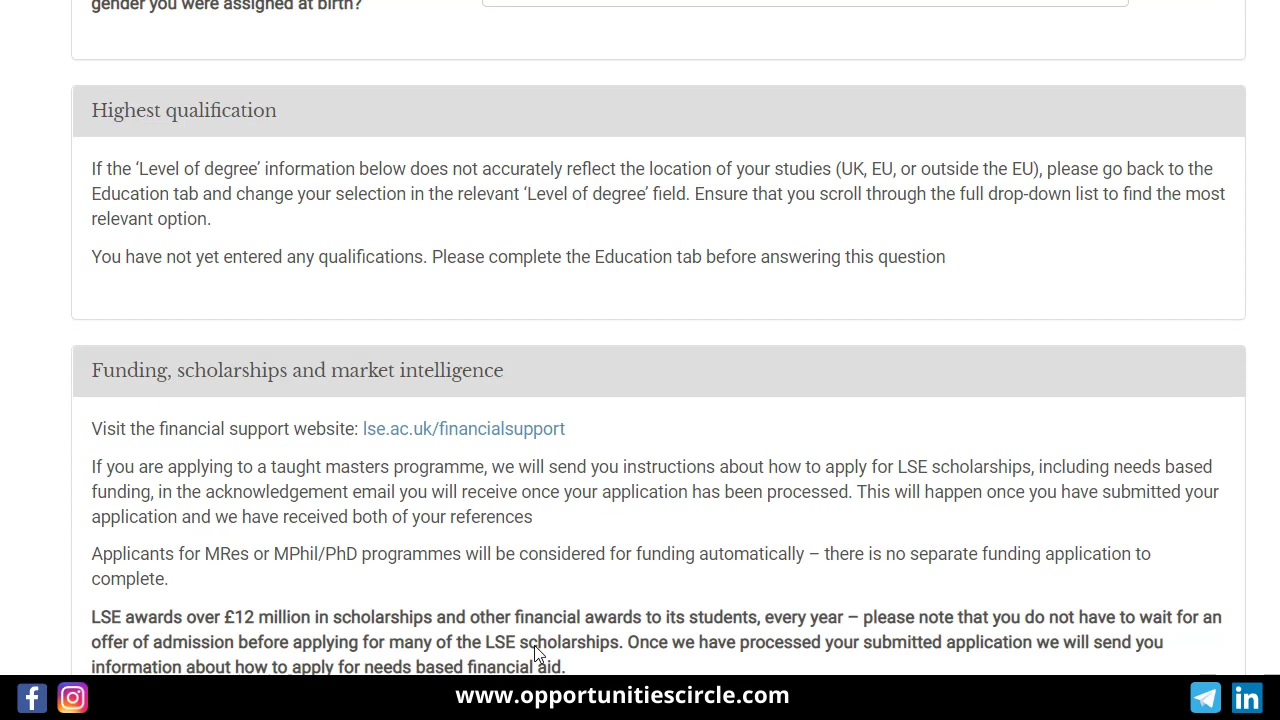 gender you were assigned at birth?
Highest qualification
If the ‘Level of degree’ information below does not accurately reflect the location of your studies (UK, EU, or outside the EU), please go back to the
Education tab and change your selection in the relevant ‘Level of degree’ field. Ensure that you scroll through the full drop-down list to find the most
relevant option.
You have not yet entered any qualifications. Please complete the Education tab before answering this question
Funding, scholarships and market intelligence
Visit the financial support website: lse.ac.uk/financialsupport
If you are applying to a taught masters programme, we will send you instructions about how to apply for LSE scholarships, including needs based
funding, in the acknowledgement email you will receive once your application has been processed. This will happen once you have submitted your
application and we have received both of your references
Applicants for MRes or MPhil/PhD programmes will be considered for funding automatically – there is no separate funding application to
complete.
LSE awards over £12 million in scholarships and other financial awards to its students, every year – please note that you do not have to wait for an
offer of admission before applying for many of the LSE scholarships. Once we have processed your submitted application we will send you
information about how to apply for needs based financial aid.
www.opportunitiescircle.com